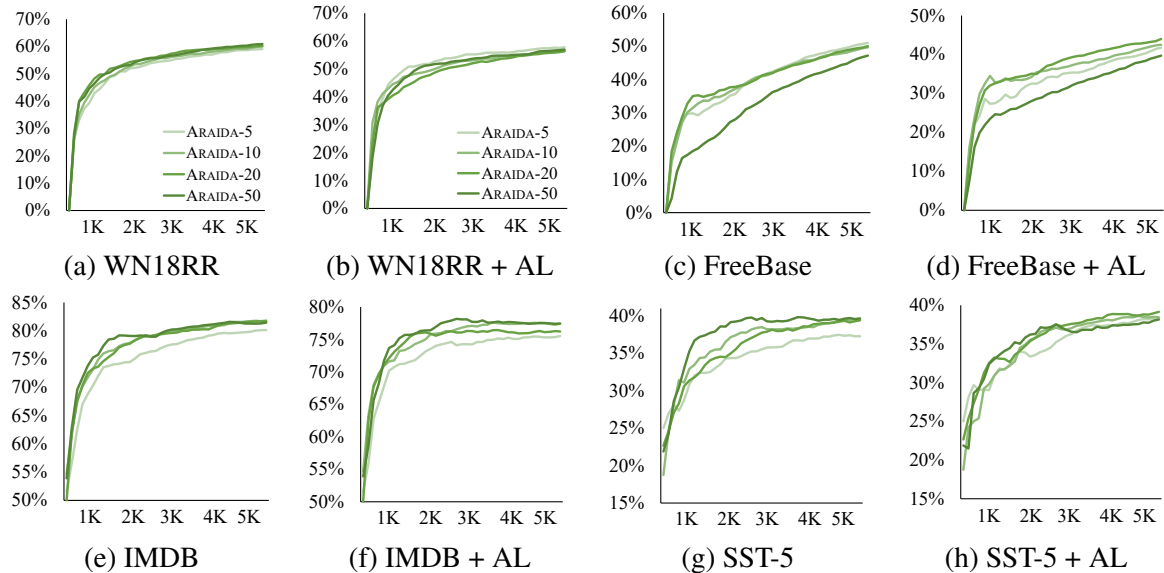 70%
60%
50%
40%
30%
20%
10%
0%
1K 2K 3K 4K 5K
ARAIDA-5
ARAIDA-10
ARAIDA-20
ARAIDA-50
(a) WN18RR
70%
60%
50%
40%
30%
20%
10%
0%
1K 2K 3K 4K 5K
ARAIDA-5
ARAIDA-10
ARAIDA-20
ARAIDA-50
(b) WN18RR + AL
60%
50%
40%
30%
20%
10%
0%
1K 2K 3K 4K 5K
(c) FreeBase
50%
40%
30%
20%
10%
0%
1K 2K 3K 4K 5K
(d) FreeBase + AL
85%
80%
75%
70%
65%
60%
55%
50%
1K 2K 3K 4K 5K
(e) IMDB
80%
75%
70%
65%
60%
55%
50%
1K 2K 3K 4K 5K
(f) IMDB + AL
40%
35%
30%
25%
20%
15%
1K 2K 3K 4K 5K
(g) SST-5
40%
35%
30%
25%
20%
15%
1K 2K 3K 4K 5K
(h) SST-5 + AL